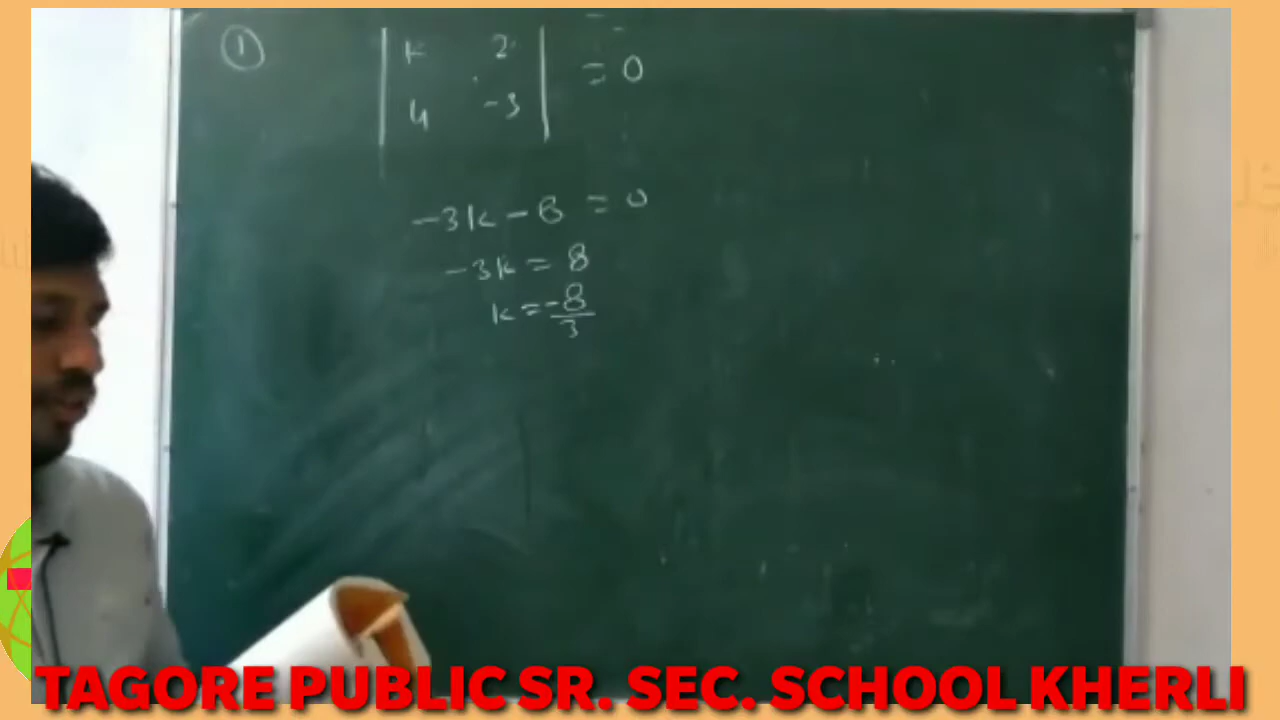 ①
| k 2 |
| 4 -3 | = 0
-3k - 8 = 0
-3k = 8
k = -8/3
TAGORE PUBLIC SR. SEC. SCHOOL KHERLI